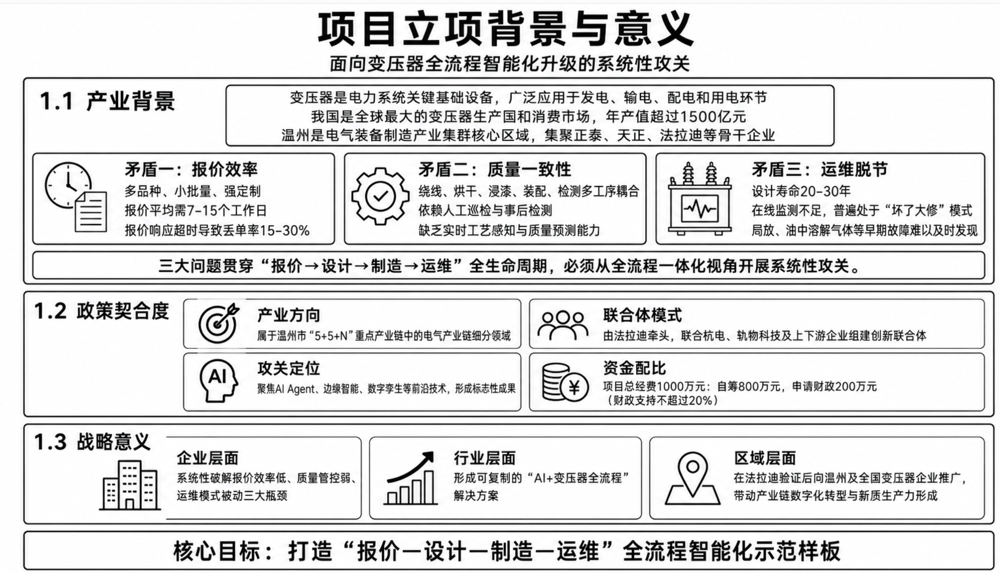 项目立项背景与意义
面向变压器全流程智能化升级的系统性攻关
1.1 产业背景
变压器是电力系统关键基础设备，广泛应用于发电、输电、配电和用电环节
我国是全球最大的变压器生产国和消费市场，年产值超过1500亿元
温州是电气装备制造产业集群核心区域，集聚正泰、天正、法拉迪等骨干企业
矛盾一：报价效率
多品种、小批量、强定制
报价平均需7–15个工作日
报价响应超时导致丢单率15–30%
矛盾二：质量一致性
绕线、烘干、浸漆、装配、检测多工序耦合
依赖人工巡检与事后检测
缺乏实时工艺感知与质量预测能力
矛盾三：运维脱节
设计寿命20–30年
在线监测不足，普遍处于“坏了大修”模式
局放、油中溶解气体等早期故障难以及时发现
三大问题贯穿“报价→设计→制造→运维”全生命周期，必须从全流程一体化视角开展系统性攻关。
1.2 政策契合度
产业方向
属于温州市“5+5+N”重点产业链中的电气产业链细分领域
联合体模式
由法拉迪牵头，联合杭电、轨物科技及上下游企业组建创新联合体
AI
攻关定位
聚焦AI Agent、边缘智能、数字孪生等前沿技术，形成标志性成果
¥
资金配比
项目总经费1000万元：自筹800万元，申请财政200万元
（财政支持不超过20%）
1.3 战略意义
企业层面
系统性破解报价效率低、质量管控弱、
运维模式被动三大瓶颈
行业层面
形成可复制的“AI+变压器全流程”
解决方案
区域层面
在法拉迪验证后向温州及全国变压器企业推广，
带动产业链数字化转型与新质生产力形成
核心目标：打造“报价—设计—制造—运维”全流程智能化示范样板